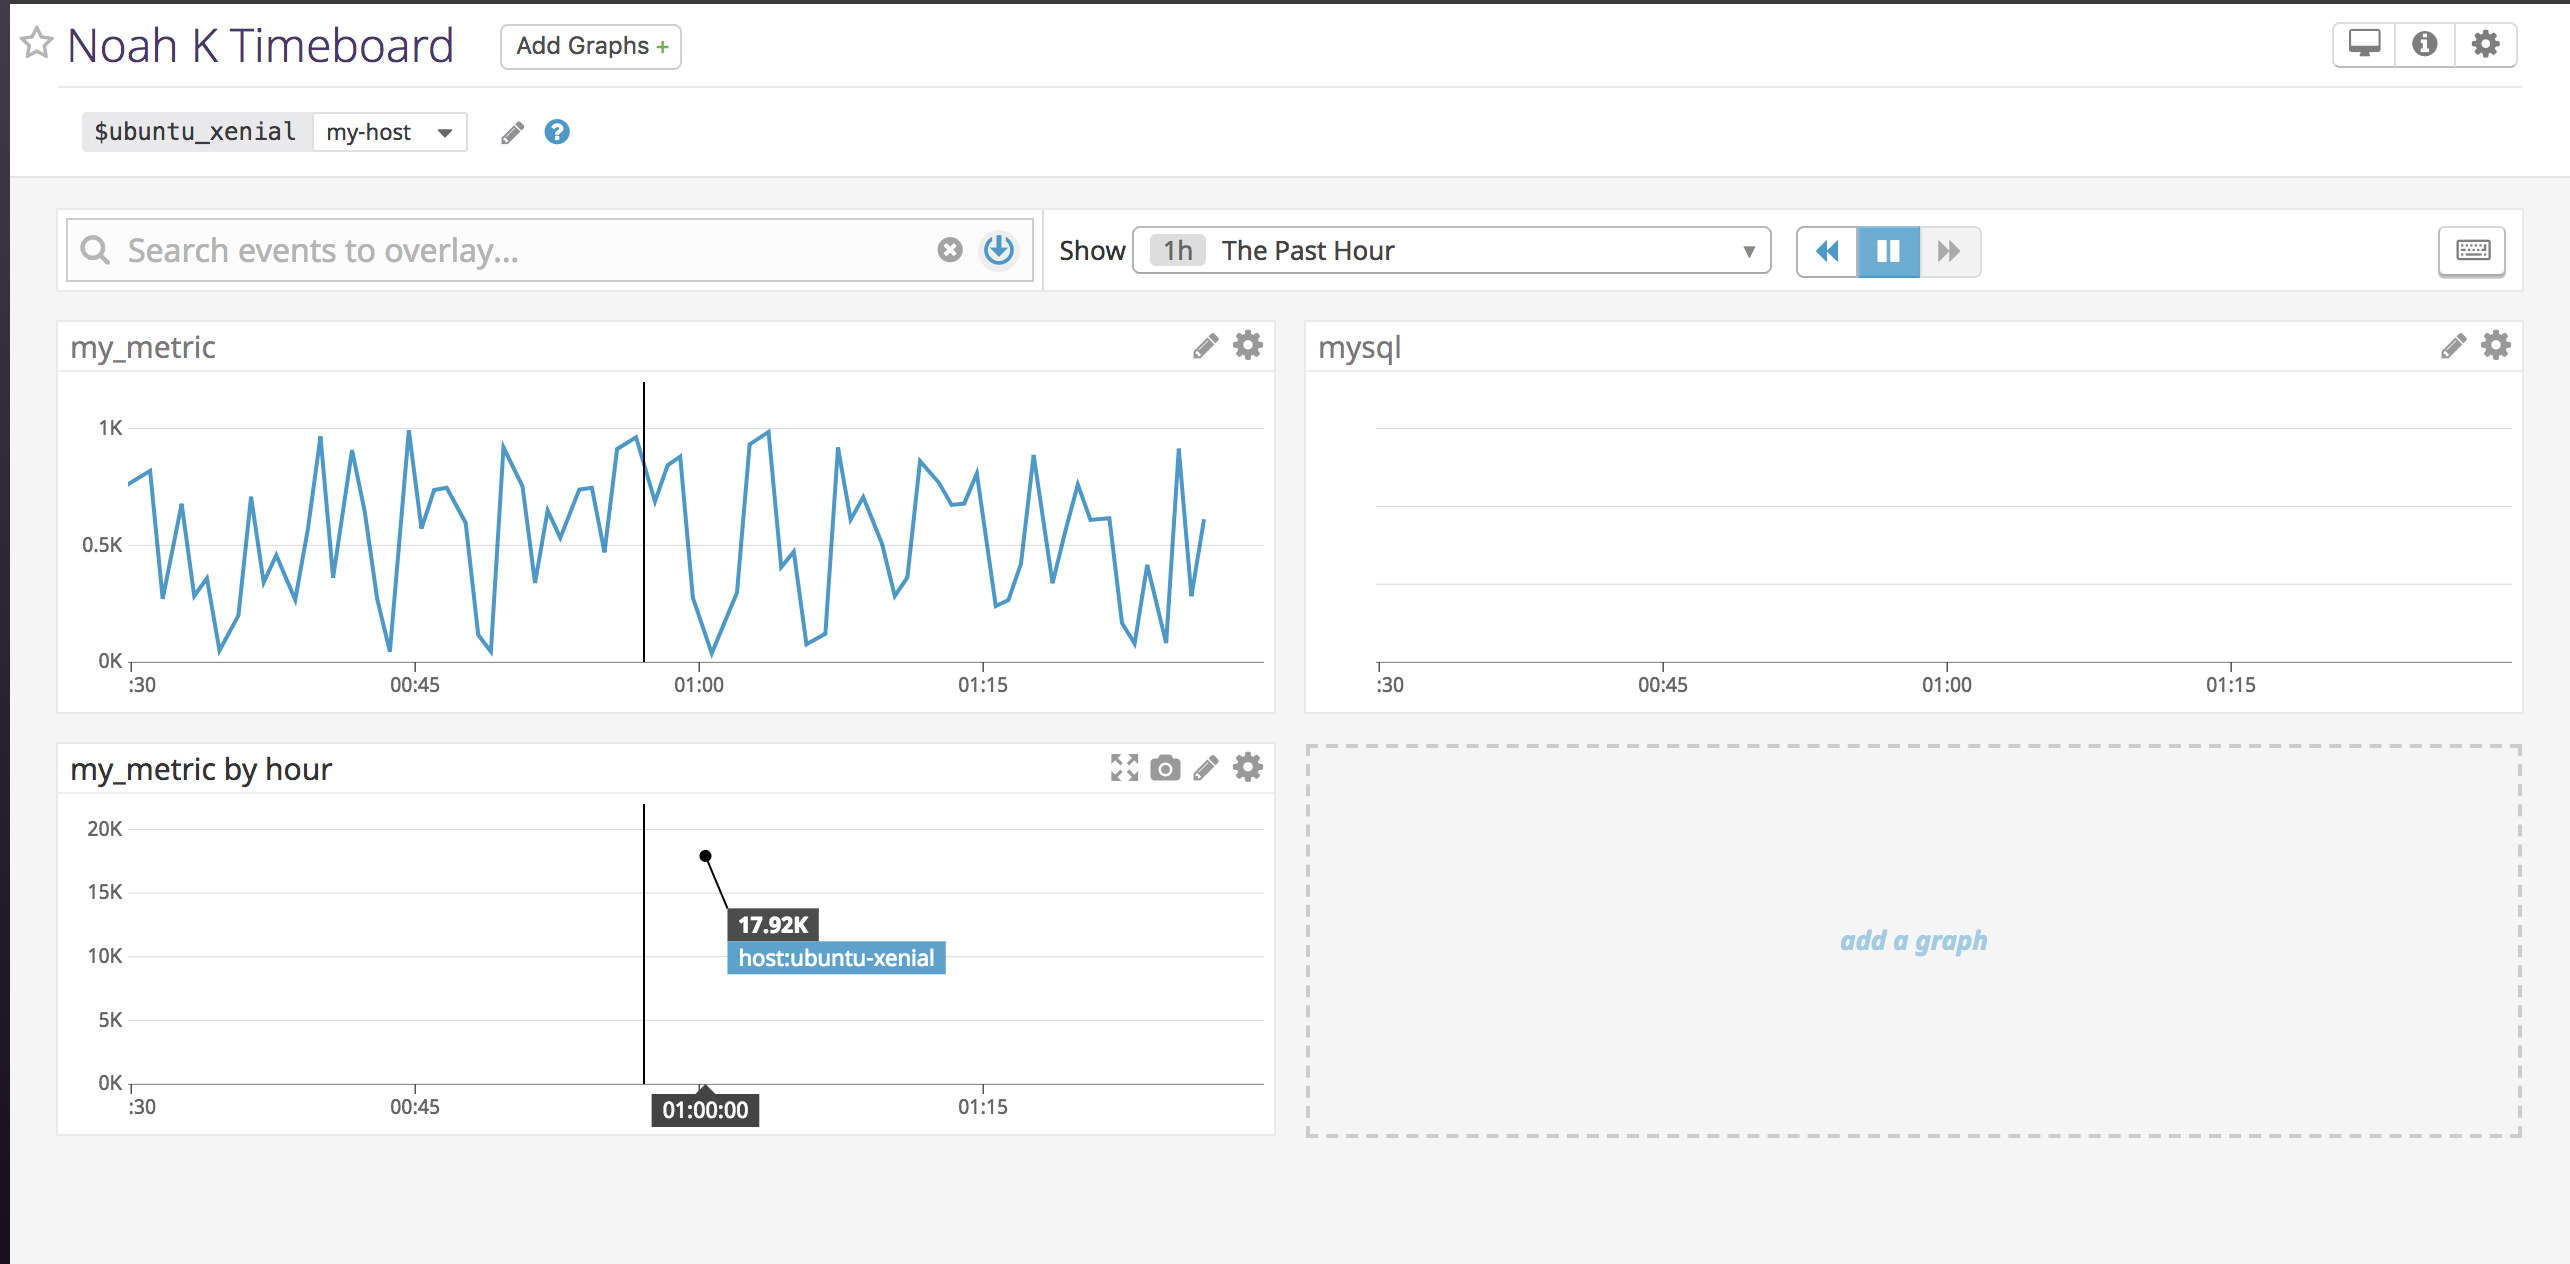 Noah K Timeboard
Add Graphs +
$ubuntu_xenial my-host
Search events to overlay...
Show 1h The Past Hour
my_metric
1K
0.5K
0K
:30 00:45 01:00 01:15
mysql
:30 00:45 01:00 01:15
my_metric by hour
20K
15K
17.92K
10K
host:ubuntu-xenial
5K
0K
:30 00:45 01:00:00 01:15
add a graph